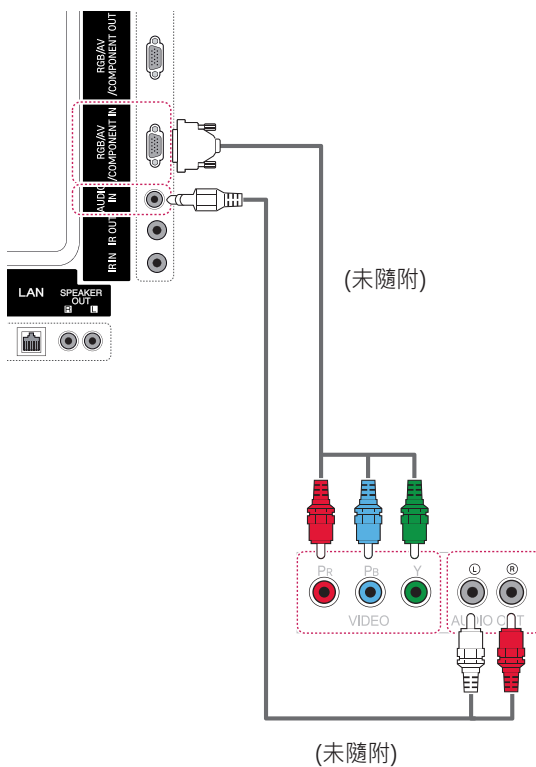 RGB/AV
/COMPONENT OUT
RGB/AV
/COMPONENT IN
AUDIO
IN
IR OUT
IR IN
LAN
SPEAKER
OUT
R L
(未隨附)
PR PB Y
VIDEO
L R
AUDIO OUT
(未隨附)